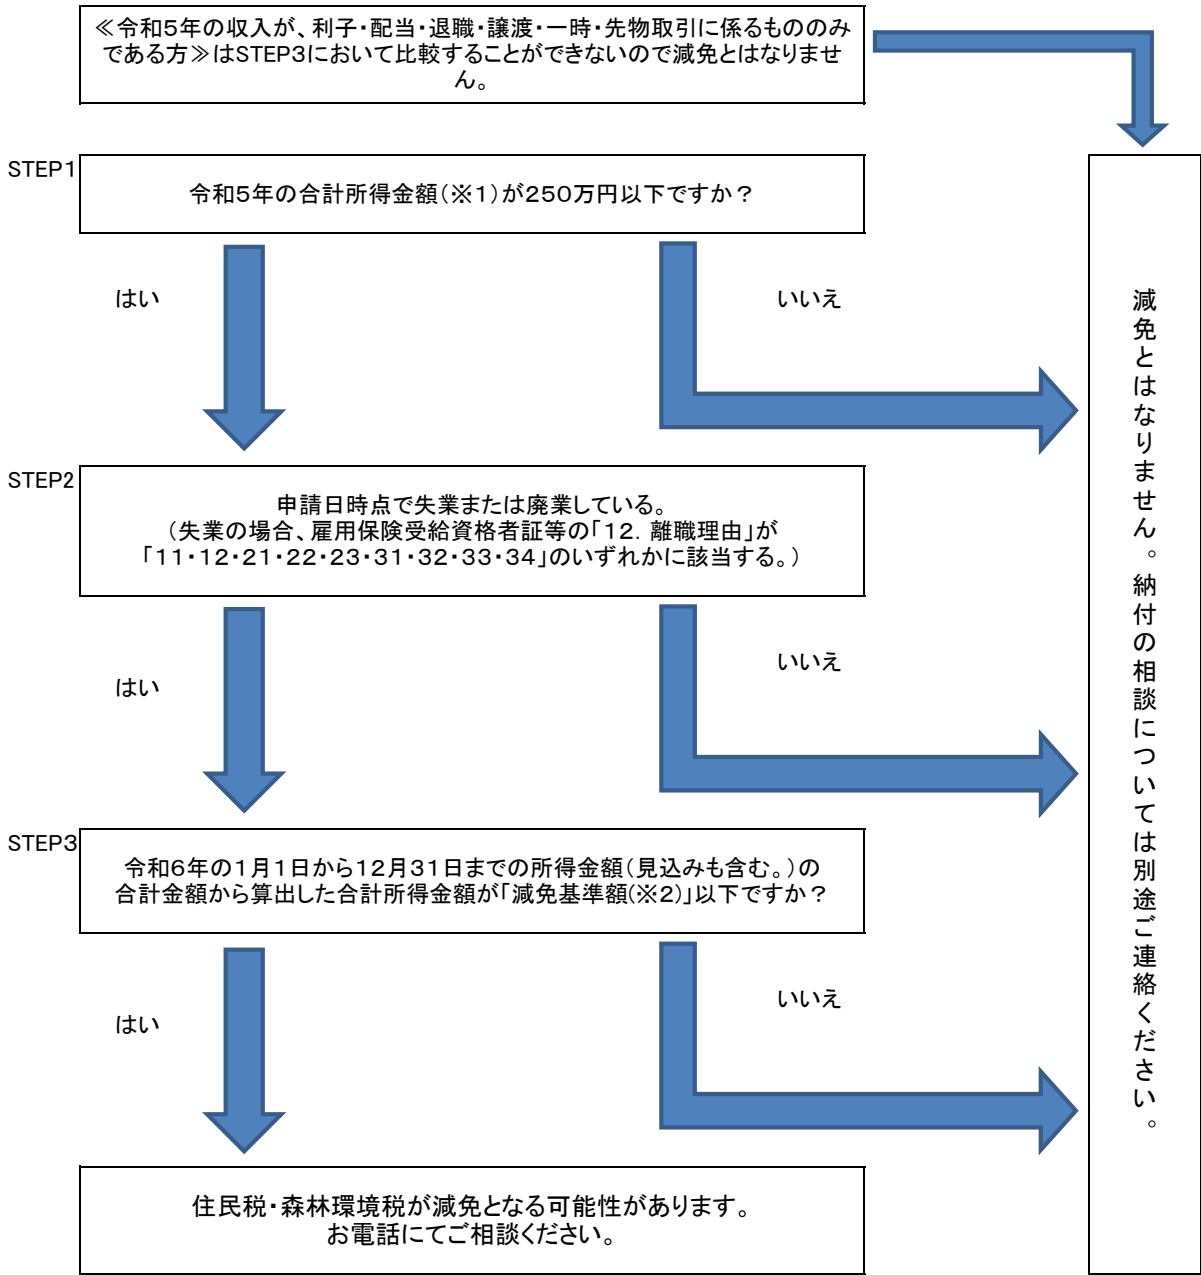 ≪令和5年の収入が、利子・配当・退職・譲渡・一時・先物取引に係るもののみ
である方≫はSTEP3において比較することができないので減免とはなりませ
ん。
STEP1
令和5年の合計所得金額(※1)が250万円以下ですか?
はい
いいえ
STEP2
申請日時点で失業または廃業している。
(失業の場合、雇用保険受給資格者証等の「12. 離職理由」が
「11・12・21・22・23・31・32・33・34」のいずれかに該当する。)
はい
いいえ
STEP3
令和6年の1月1日から12月31日までの所得金額(見込みも含む。)の
合計金額から算出した合計所得金額が「減免基準額(※2)」以下ですか?
はい
いいえ
住民税・森林環境税が減免となる可能性があります。
お電話にてご相談ください。
減免とはなりません。納付の相談については別途ご連絡ください。